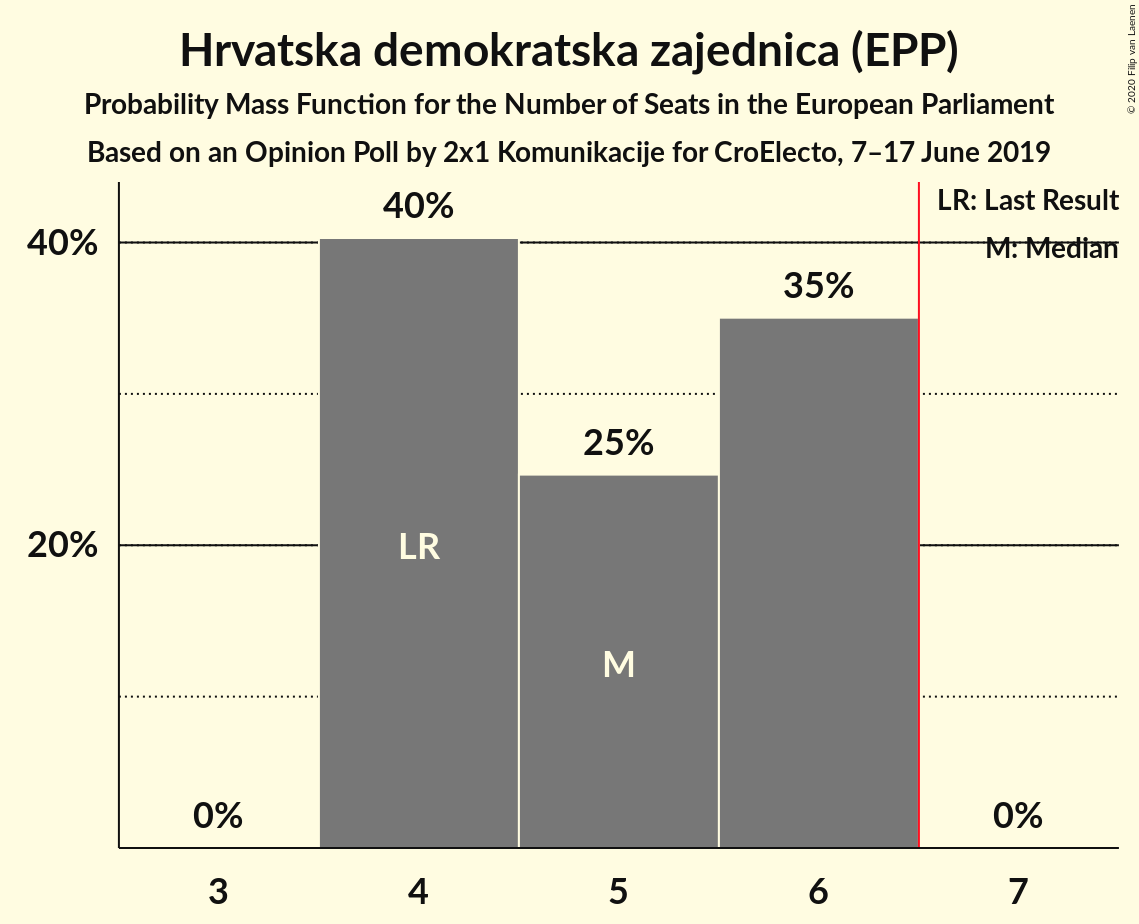 Hrvatska demokratska zajednica (EPP)
Probability Mass Function for the Number of Seats in the European Parliament
Based on an Opinion Poll by 2x1 Komunikacije for CroElecto, 7–17 June 2019
© 2020 Filip van Laenen
LR: Last Result
M: Median
40%
20%
0%
40%
25%
35%
0%
LR
M
3
4
5
6
7